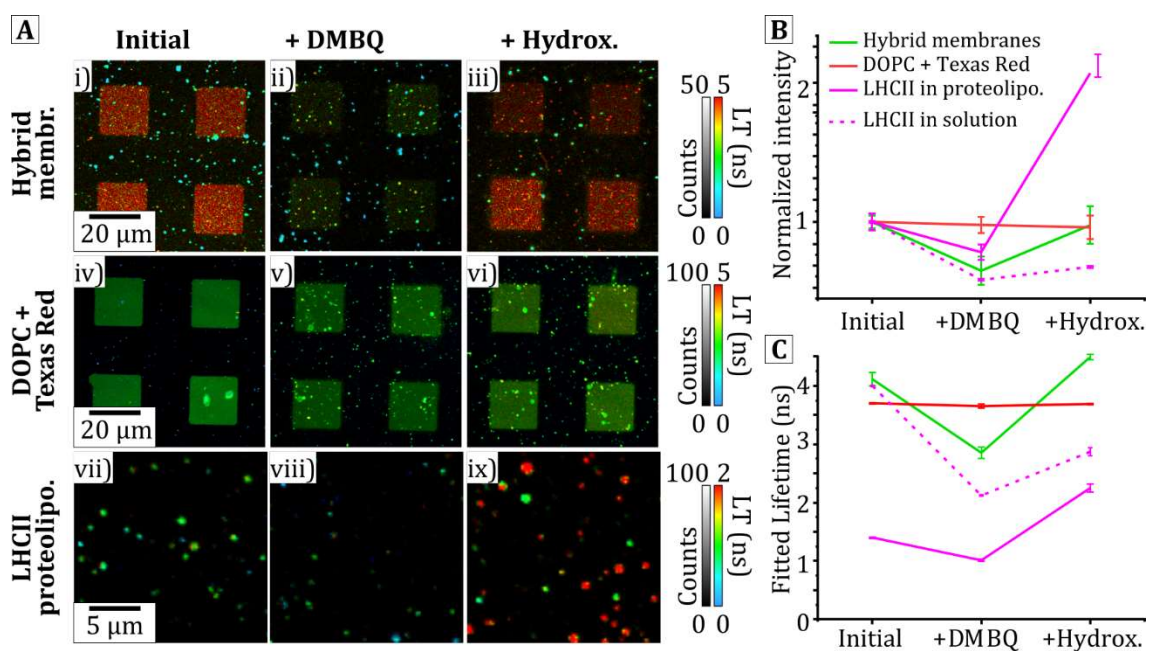 A
Initial
+ DMBQ
+ Hydrox.
Hybrid
membr.
i)
ii)
iii)
20 µm
50 5
Counts
LT (ns)
0 0
DOPC +
Texas Red
iv)
v)
vi)
20 µm
100 5
Counts
LT (ns)
0 0
LHCII
proteolipo.
vii)
viii)
ix)
5 µm
100 2
Counts
LT (ns)
0 0
B
Normalized intensity
2
1
Hybrid membranes
DOPC + Texas Red
LHCII in proteolipo.
LHCII in solution
Initial
+DMBQ
+Hydrox.
C
Fitted Lifetime (ns)
4
3
2
1
0
Initial
+DMBQ
+Hydrox.